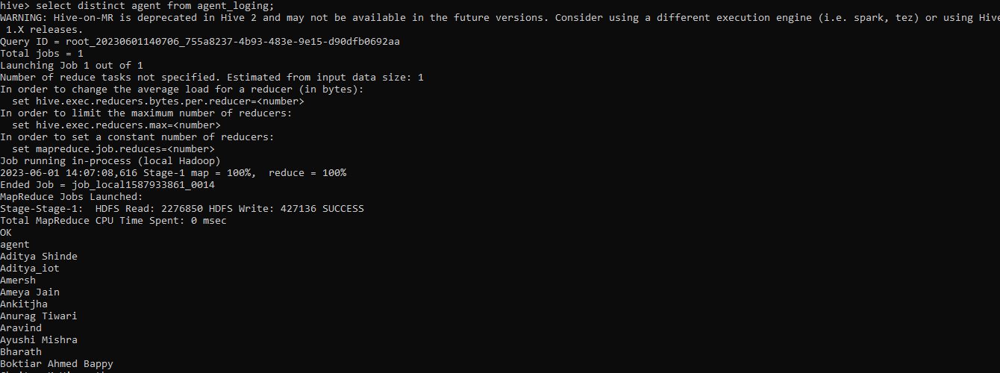 hive> select distinct agent from agent_loging;
WARNING: Hive-on-MR is deprecated in Hive 2 and may not be available in the future versions. Consider using a different execution engine (i.e. spark, tez) or using Hive
 1.X releases.
Query ID = root_20230601140706_755a8237-4b93-483e-9e15-d90dfb0692aa
Total jobs = 1
Launching Job 1 out of 1
Number of reduce tasks not specified. Estimated from input data size: 1
In order to change the average load for a reducer (in bytes):
  set hive.exec.reducers.bytes.per.reducer=<number>
In order to limit the maximum number of reducers:
  set hive.exec.reducers.max=<number>
In order to set a constant number of reducers:
  set mapreduce.job.reduces=<number>
Job running in-process (local Hadoop)
2023-06-01 14:07:08,616 Stage-1 map = 100%,  reduce = 100%
Ended Job = job_local1587933861_0014
MapReduce Jobs Launched:
Stage-Stage-1:  HDFS Read: 2276850 HDFS Write: 427136 SUCCESS
Total MapReduce CPU Time Spent: 0 msec
OK
agent
Aditya Shinde
Aditya_iot
Amersh
Ameya Jain
Ankitjha
Anurag Tiwari
Aravind
Ayushi Mishra
Bharath
Boktiar Ahmed Bappy